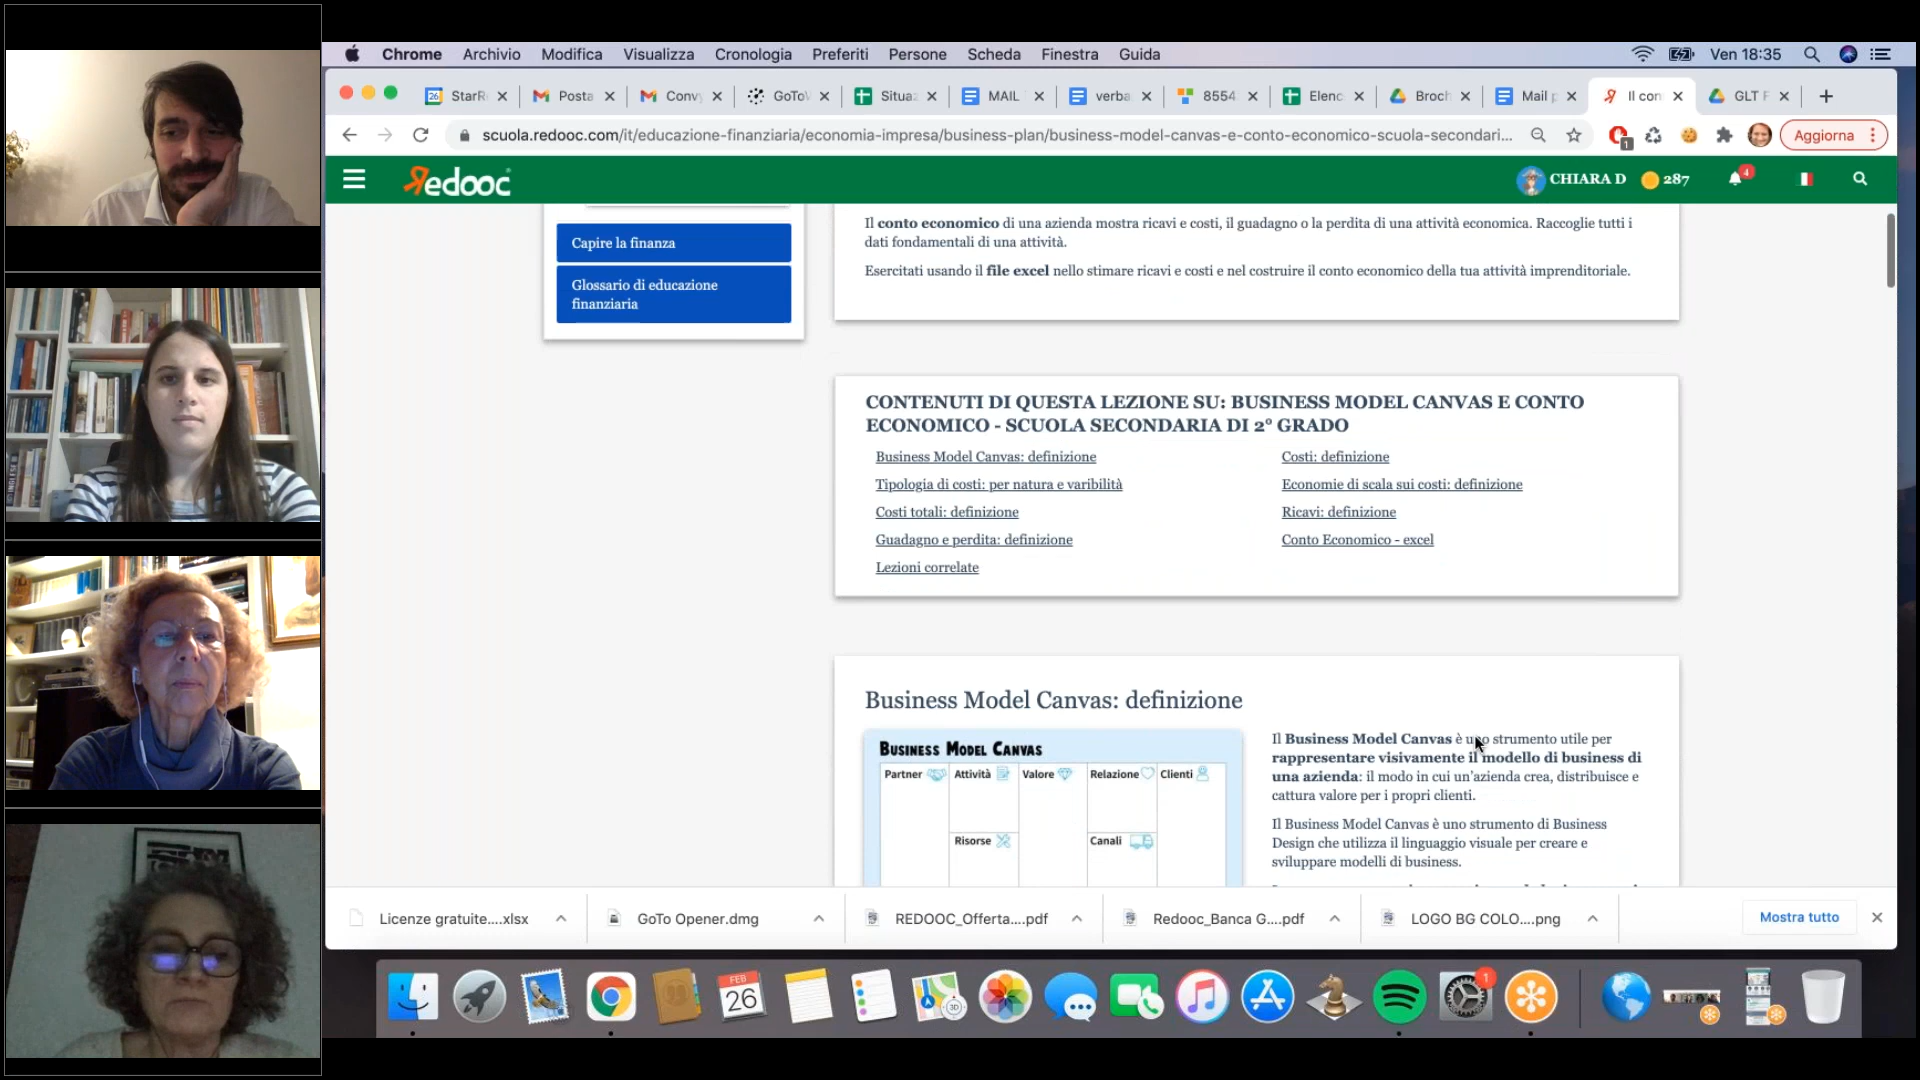 Chrome Archivio Modifica Visualizza Cronologia Preferiti Persone Scheda Finestra Guida Ven 18:35
26 StarR Posta Conv GoToW Situaz MAIL verba 8554 Elenc Broch Mail p Il con GLT F
scuola.redooc.com/it/educazione-finanziaria/economia-impresa/business-plan/business-model-canvas-e-conto-economico-scuola-secondari... 1 Aggiorna
Redooc CHIARA D 287 4
Capire la finanza
Glossario di educazione
finanziaria
Il conto economico di una azienda mostra ricavi e costi, il guadagno o la perdita di una attività economica. Raccoglie tutti i
dati fondamentali di una attività.
Esercitati usando il file excel nello stimare ricavi e costi e nel costruire il conto economico della tua attività imprenditoriale.
CONTENUTI DI QUESTA LEZIONE SU: BUSINESS MODEL CANVAS E CONTO
ECONOMICO - SCUOLA SECONDARIA DI 2° GRADO
Business Model Canvas: definizione
Costi: definizione
Tipologia di costi: per natura e varibilità
Economie di scala sui costi: definizione
Costi totali: definizione
Ricavi: definizione
Guadagno e perdita: definizione
Conto Economico - excel
Lezioni correlate
Business Model Canvas: definizione
BUSINESS MODEL CANVAS
Partner Attività Valore Relazione Clienti
Risorse Canali
Il Business Model Canvas è uno strumento utile per
rappresentare visivamente il modello di business di
una azienda: il modo in cui un'azienda crea, distribuisce e
cattura valore per i propri clienti.
Il Business Model Canvas è uno strumento di Business
Design che utilizza il linguaggio visuale per creare e
sviluppare modelli di business.
Licenze gratuite....xlsx GoTo Opener.dmg REDOOC_Offerta....pdf Redooc_Banca G....pdf LOGO BG COLO....png Mostra tutto
FEB
26
3D
1